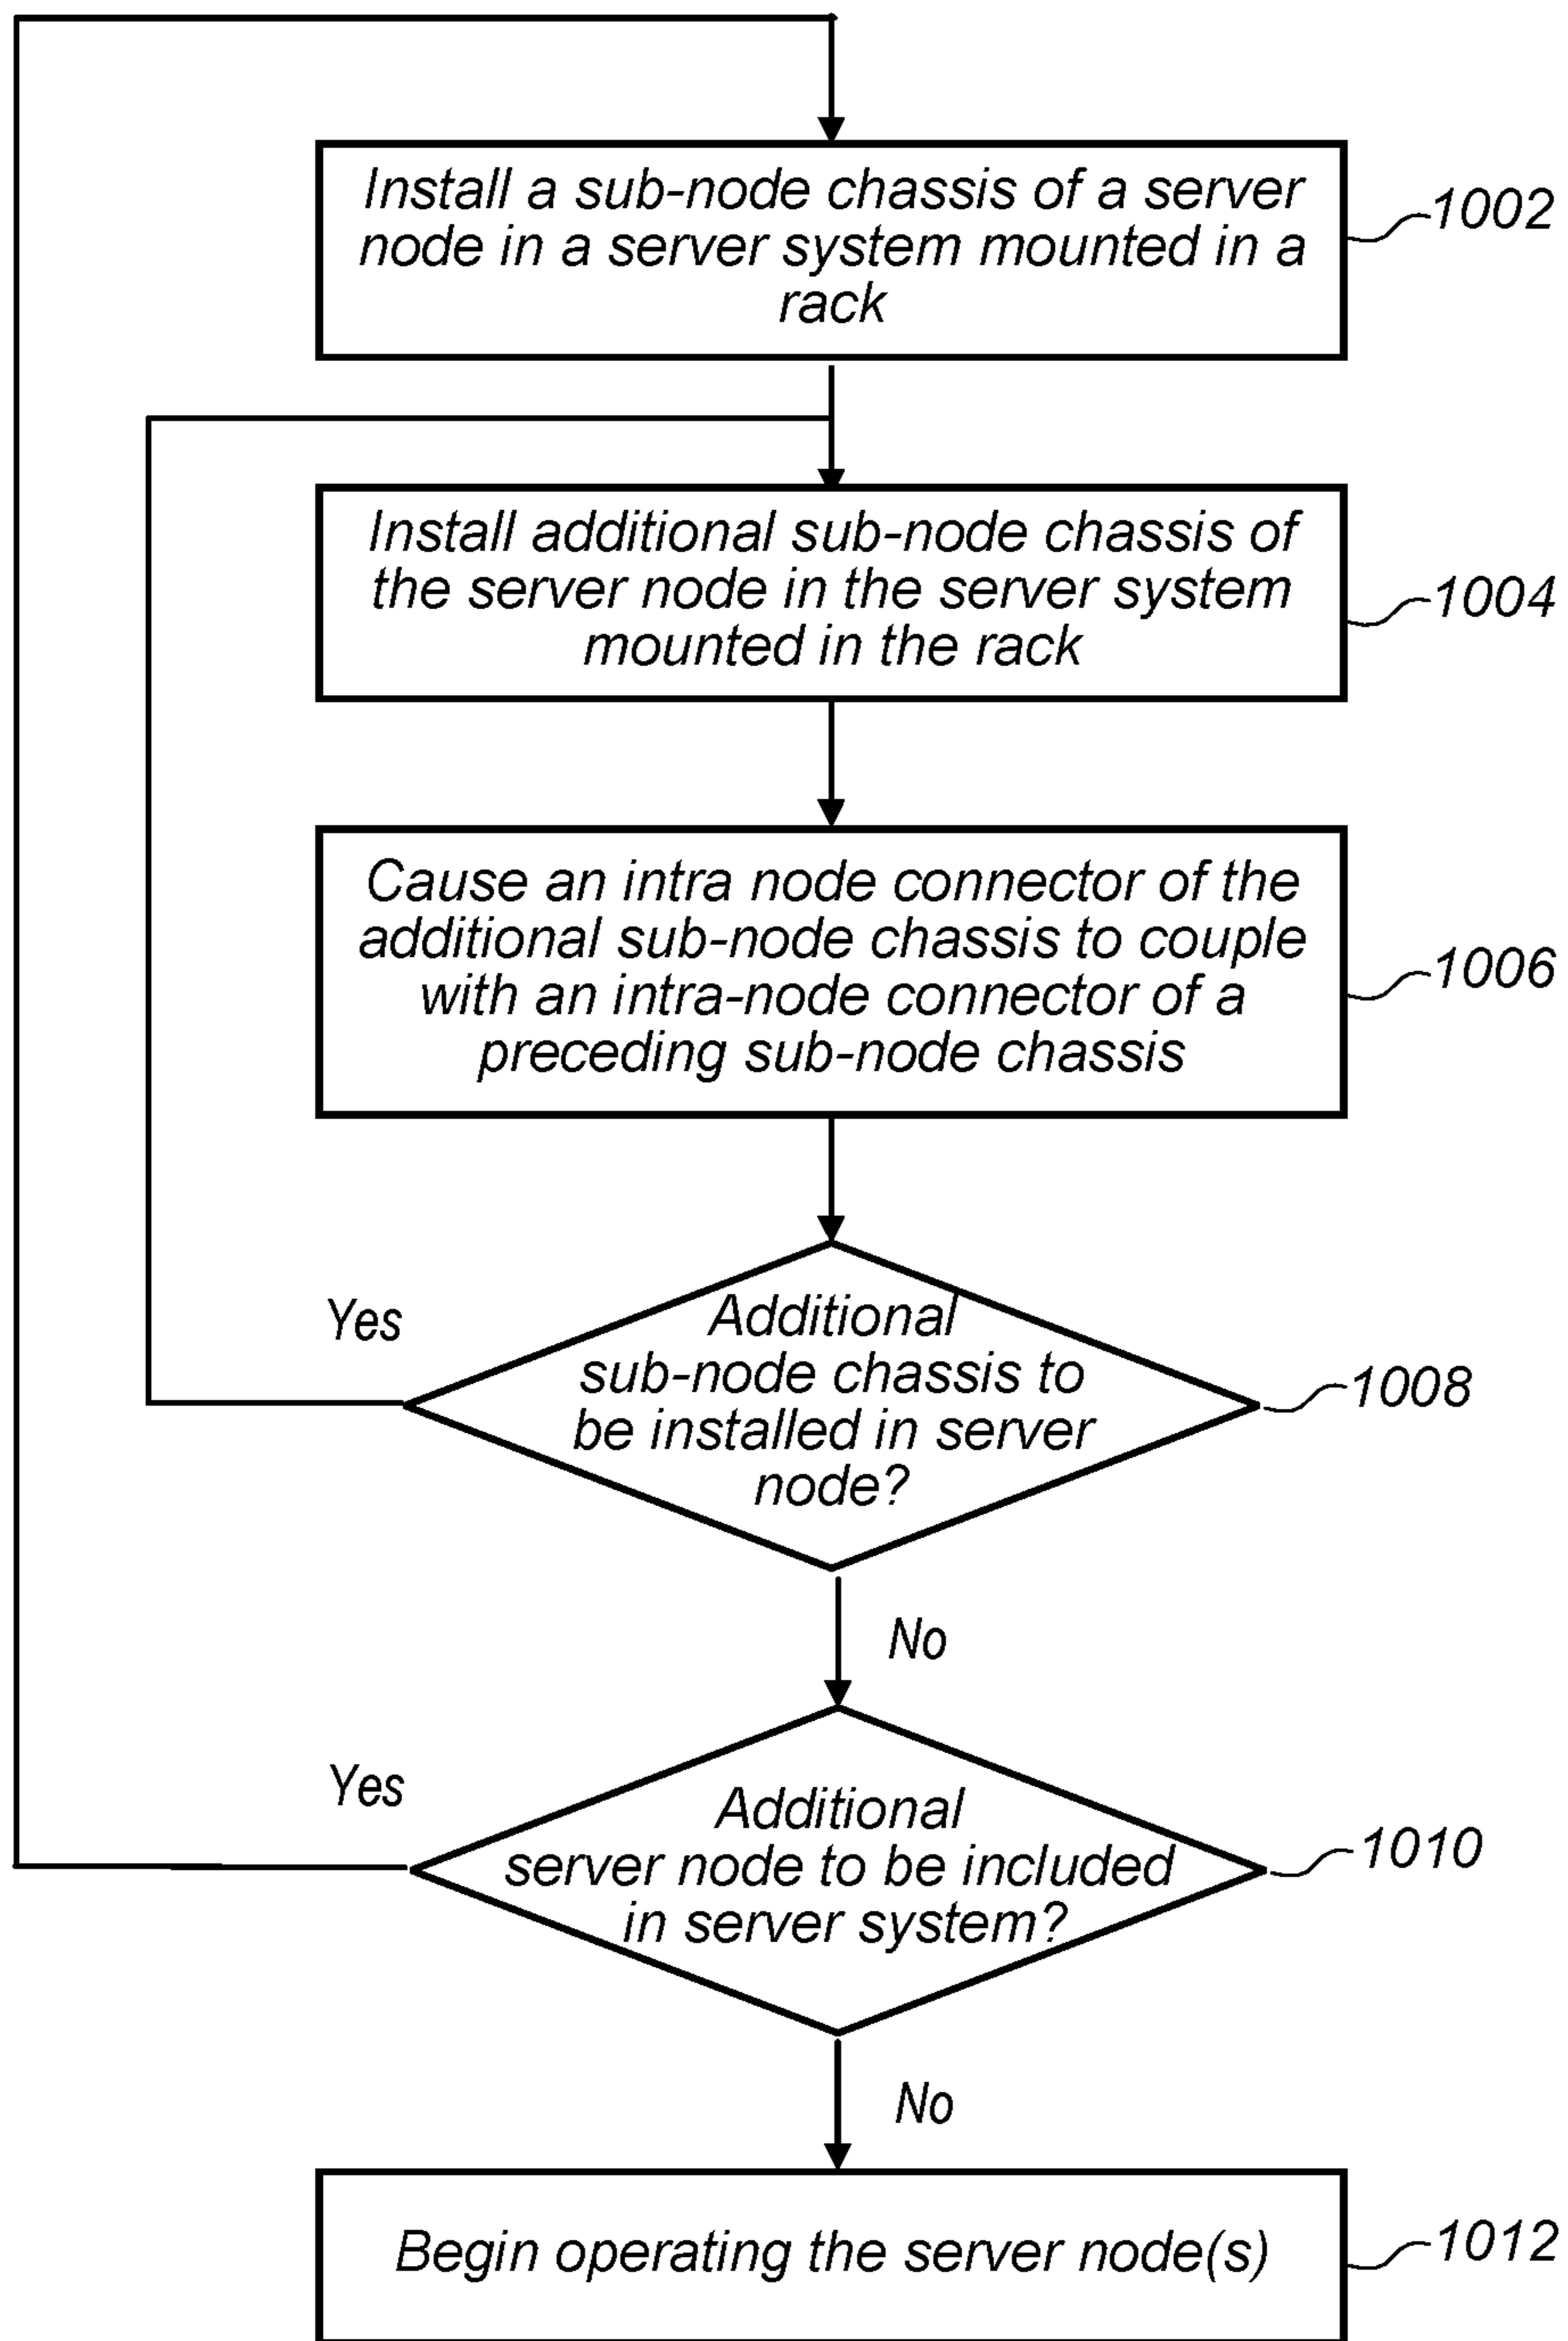 Install a sub-node chassis of a server
node in a server system mounted in a
rack
1002
Install additional sub-node chassis of
the server node in the server system
mounted in the rack
1004
Cause an intra node connector of the
additional sub-node chassis to couple
with an intra-node connector of a
preceding sub-node chassis
1006
Yes
Additional
sub-node chassis to
be installed in server
node?
1008
No
Yes
Additional
server node to be included
in server system?
1010
No
Begin operating the server node(s)
1012